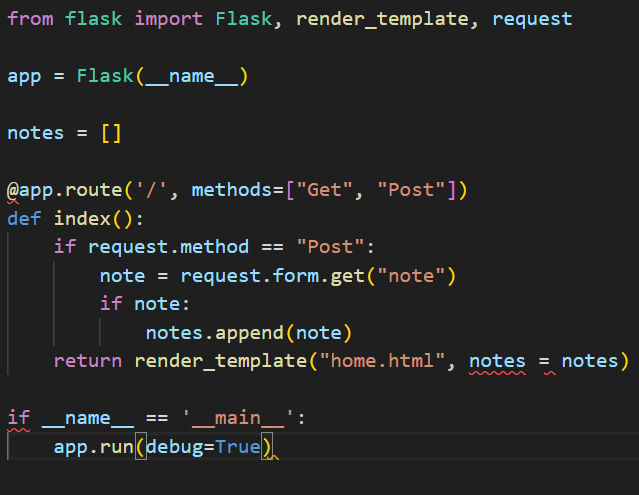 from flask import Flask, render_template, request
app = Flask(__name__)
notes = []
@app.route('/', methods=["Get", "Post"])
def index():
    if request.method == "Post":
        note = request.form.get("note")
        if note:
            notes.append(note)
    return render_template("home.html", notes = notes)
if __name__ == '__main__':
    app.run(debug=True)